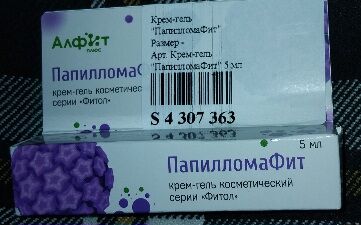 Алфит
плюс
ПапилломаФ
крем-гель косметический
серии «Фитол»
Крем-гель
"ПапилломаФит"
Размер -
Арт. Крем-гель
"ПапилломаФит" 5 мл
S 4 307 363
5 мл
ПапилломаФит
крем-гель косметический
серии «Фитол»